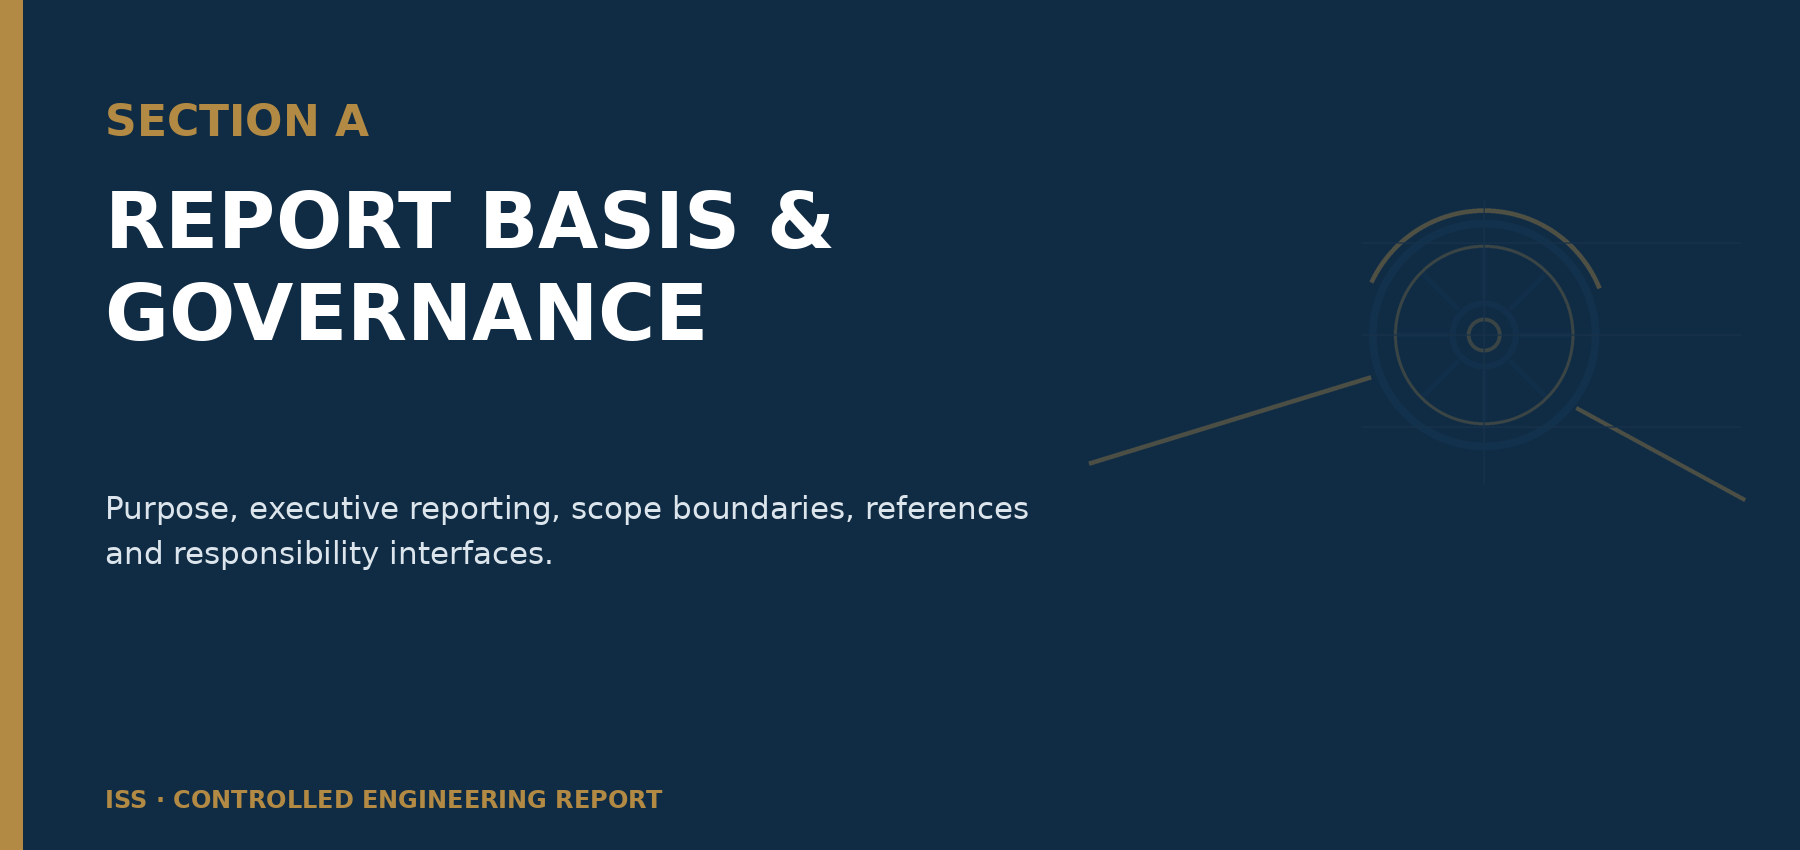 SECTION A
REPORT BASIS &
GOVERNANCE
Purpose, executive reporting, scope boundaries, references
and responsibility interfaces.
ISS · CONTROLLED ENGINEERING REPORT